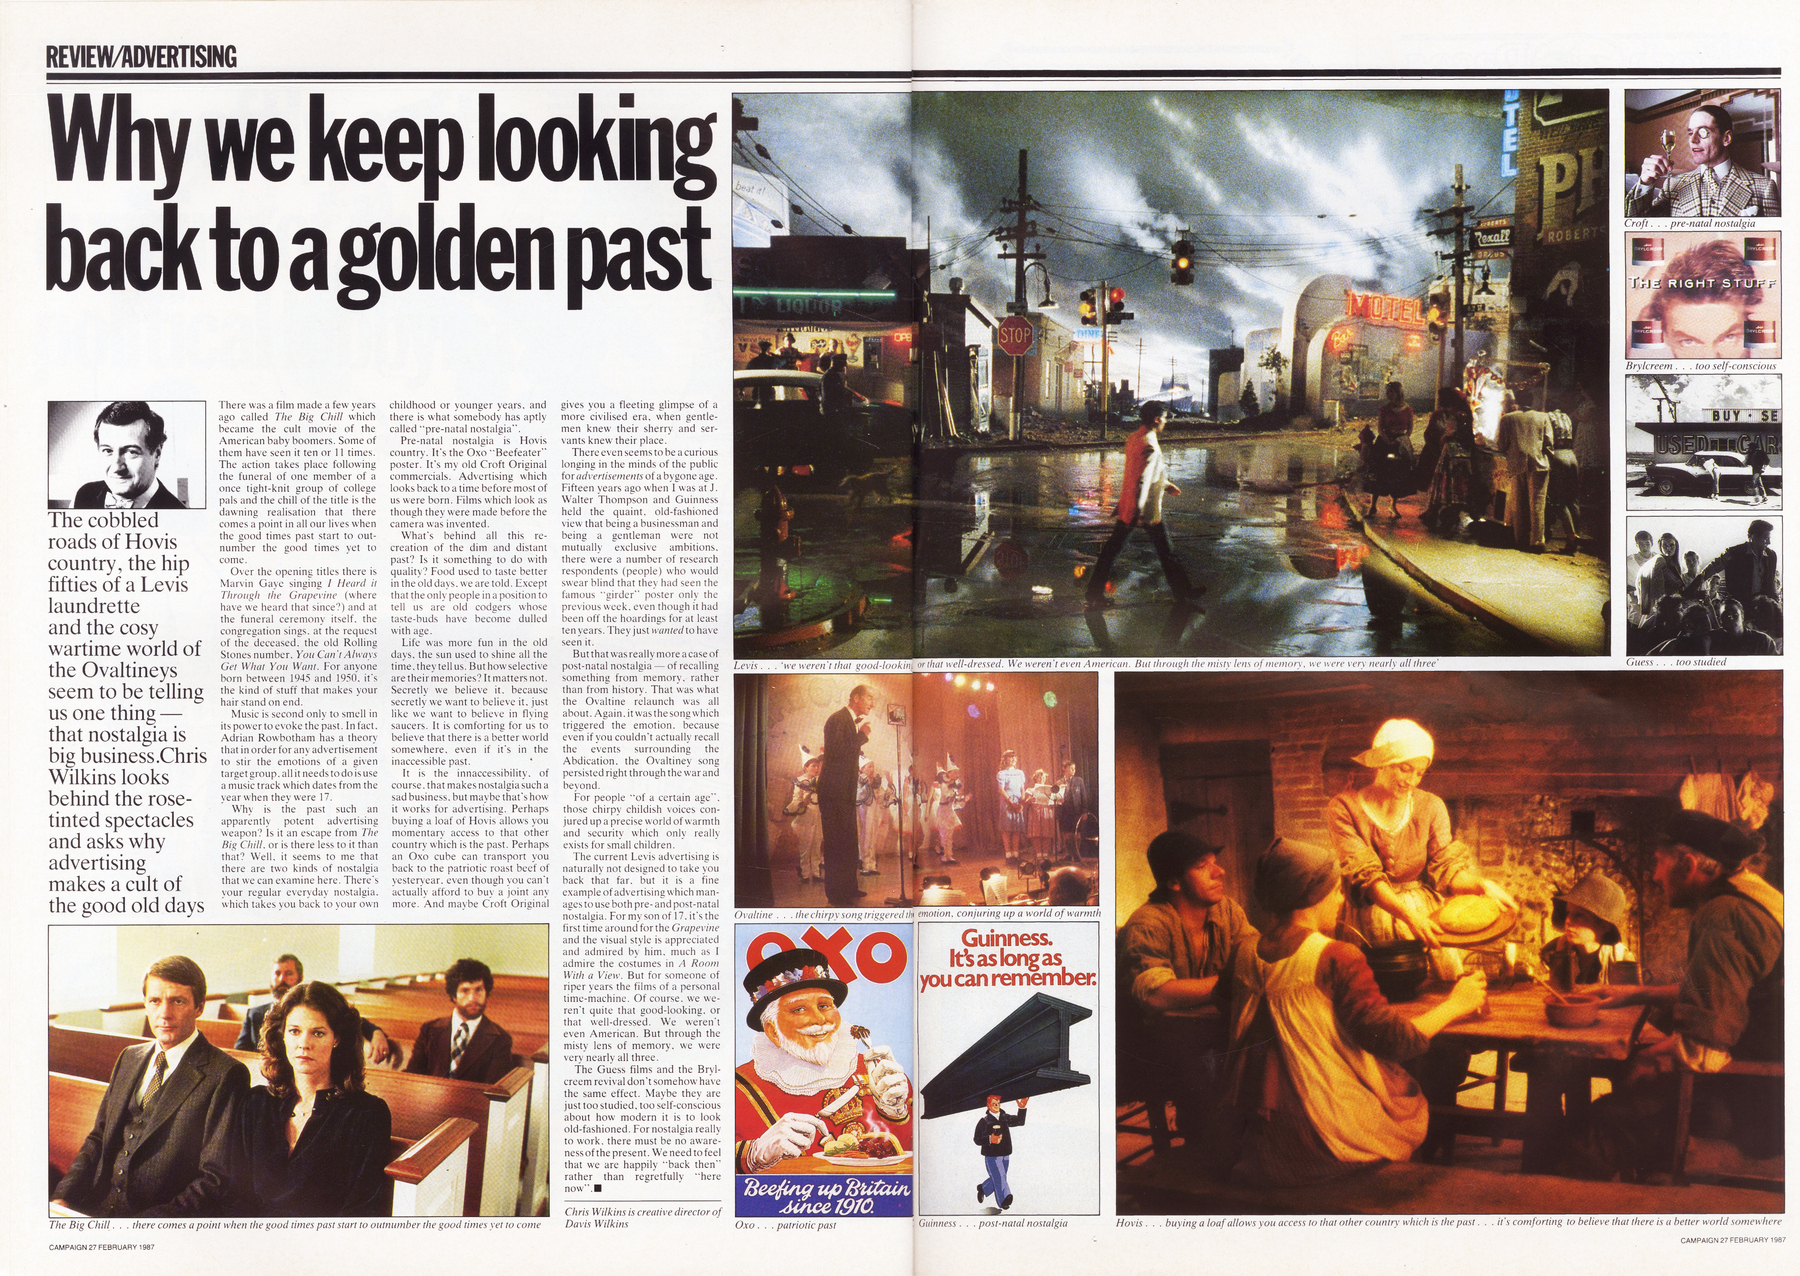 REVIEW/ADVERTISING
Why we keep looking
back to a golden past
The cobbled
roads of Hovis
country, the hip
fifties of a Levis
laundrette
and the cosy
wartime world of
the Ovaltineys
seem to be telling
us one thing —
that nostalgia is
big business.Chris
Wilkins looks
behind the rose-
tinted spectacles
and asks why
advertising
makes a cult of
the good old days
There was a film made a few years
ago called The Big Chill which
became the cult movie of the
American baby boomers. Some of
them have seen it ten or 11 times.
The action takes place following
the funeral of one member of a
once tight-knit group of college
pals and the chill of the title is the
dawning realisation that there
comes a point in all our lives when
the good times past start to out-
number the good times yet to
come.
Over the opening titles there is
Marvin Gaye singing I Heard it
Through the Grapevine (where
have we heard that since?) and at
the funeral ceremony itself, the
congregation sings, at the request
of the deceased, the old Rolling
Stones number, You Can't Always
Get What You Want. For anyone
born between 1945 and 1950, it's
the kind of stuff that makes your
hair stand on end.
Music is second only to smell in
its power to evoke the past. In fact,
Adrian Rowbotham has a theory
that in order for any advertisement
to stir the emotions of a given
target group, all it needs to do is use
a music track which dates from the
year when they were 17.
Why is the past such an
apparently potent advertising
weapon? Is it an escape from The
Big Chill, or is there less to it than
that? Well, it seems to me that
there are two kinds of nostalgia
that we can examine here. There's
your regular everyday nostalgia,
which takes you back to your own
childhood or younger years, and
there is what somebody has aptly
called “pre-natal nostalgia”.
Pre-natal nostalgia is Hovis
country. It's the Oxo “Beefeater”
poster. It's my old Croft Original
commercials. Advertising which
looks back to a time before most of
us were born. Films which look as
though they were made before the
camera was invented.
What's behind all this re-
creation of the dim and distant
past? Is it something to do with
quality? Food used to taste better
in the old days, we are told. Except
that the only people in a position to
tell us are old codgers whose
taste-buds have become dulled
with age.
Life was more fun in the old
days, the sun used to shine all the
time, they tell us. But how selective
are their memories? It matters not.
Secretly we believe it, because
secretly we want to believe it, just
like we want to believe in flying
saucers. It is comforting for us to
believe that there is a better world
somewhere, even if it's in the
inaccessible past.
It is the innaccessibility, of
course, that makes nostalgia such a
sad business, but maybe that's how
it works for advertising. Perhaps
buying a loaf of Hovis allows you
momentary access to that other
country which is the past. Perhaps
an Oxo cube can transport you
back to the patriotic roast beef of
yesteryear, even though you can't
actually afford to buy a joint any
more. And maybe Croft Original
gives you a fleeting glimpse of a
more civilised era, when gentle-
men knew their sherry and ser-
vants knew their place.
There even seems to be a curious
longing in the minds of the public
for advertisements of a bygone age.
Fifteen years ago when I was at J.
Walter Thompson and Guinness
held the quaint, old-fashioned
view that being a businessman and
being a gentleman were not
mutually exclusive ambitions,
there were a number of research
respondents (people) who would
swear blind that they had seen the
famous “girder” poster only the
previous week, even though it had
been off the hoardings for at least
ten years. They just wanted to have
seen it.
But that was really more a case of
post-natal nostalgia — of recalling
something from memory, rather
than from history. That was what
the Ovaltine relaunch was all
about. Again, it was the song which
triggered the emotion, because
even if you couldn't actually recall
the events surrounding the
Abdication, the Ovaltiney song
persisted right through the war and
beyond.
For people “of a certain age”,
those chirpy childish voices con-
jured up a precise world of warmth
and security which only really
exists for small children.
The current Levis advertising is
naturally not designed to take you
back that far, but it is a fine
example of advertising which man-
ages to use both pre- and post-natal
nostalgia. For my son of 17, it's the
first time around for the Grapevine
and the visual style is appreciated
and admired by him, much as I
admire the costumes in A Room
With a View. But for someone of
riper years the films of a personal
time-machine. Of course, we we-
ren't quite that good-looking, or
that well-dressed. We weren't
even American. But through the
misty lens of memory, we were
very nearly all three.
The Guess films and the Bryl-
creem revival don't somehow have
the same effect. Maybe they are
just too studied, too self-conscious
about how modern it is to look
old-fashioned. For nostalgia really
to work, there must be no aware-
ness of the present. We need to feel
that we are happily “back then”
rather than regretfully “here
now”.■
Chris Wilkins is creative director of
Davis Wilkins
The Big Chill . . . there comes a point when the good times past start to outnumber the good times yet to come
CAMPAIGN 27 FEBRUARY 1987
beat it!
LIQUOR
OPE
STOP
DINER
MOTEL
Bar
Rexall
DRUGS
ROBERTS
TEL
PH
ROBERTS
Levis . . . ‘we weren't that good-looking or that well-dressed. We weren't even American. But through the misty lens of memory, we were very nearly all three’
Croft . . . pre-natal nostalgia
THE RIGHT STUFF
BRYLCREEM
Brylcreem . . . too self-conscious
BUY • SE
USED CAR
Guess . . . too studied
Ovaltine . . . the chirpy song triggered the emotion, conjuring up a world of warmth
OXO
Beefing up Britain
since 1910.
Oxo . . . patriotic past
Guinness.
It's as long as
you can remember.
Guinness . . . post-natal nostalgia
Hovis . . . buying a loaf allows you access to that other country which is the past . . . it's comforting to believe that there is a better world somewhere
CAMPAIGN 27 FEBRUARY 1987